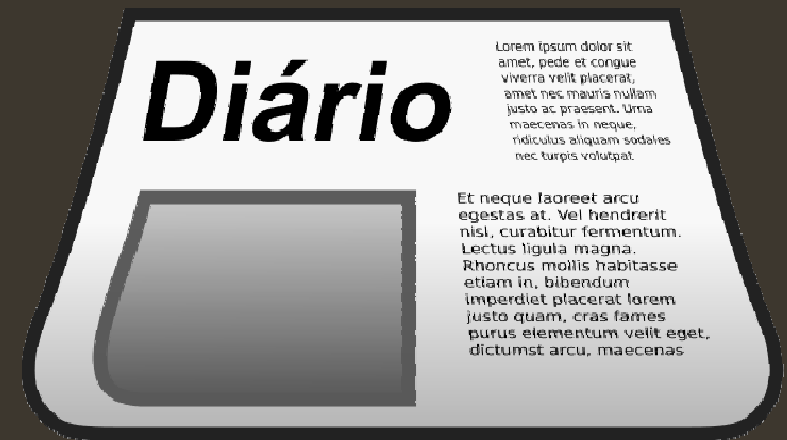 Diário
Lorem ipsum dolor sit
amet, pede et congue
viverra velit placerat,
amet nec mauris nullam
justo ac praesent. Urna
maecenas in neque,
ridiculus aliquam sodales
nec turpis volutpat
Et neque laoreet arcu
egestas at. Vel hendrerit
nisl, curabitur fermentum.
Lectus ligula magna.
Rhoncus mollis habitasse
etiam in, bibendum
imperdiet placerat lorem
justo quam, cras fames
purus elementum velit eget,
dictumst arcu, maecenas